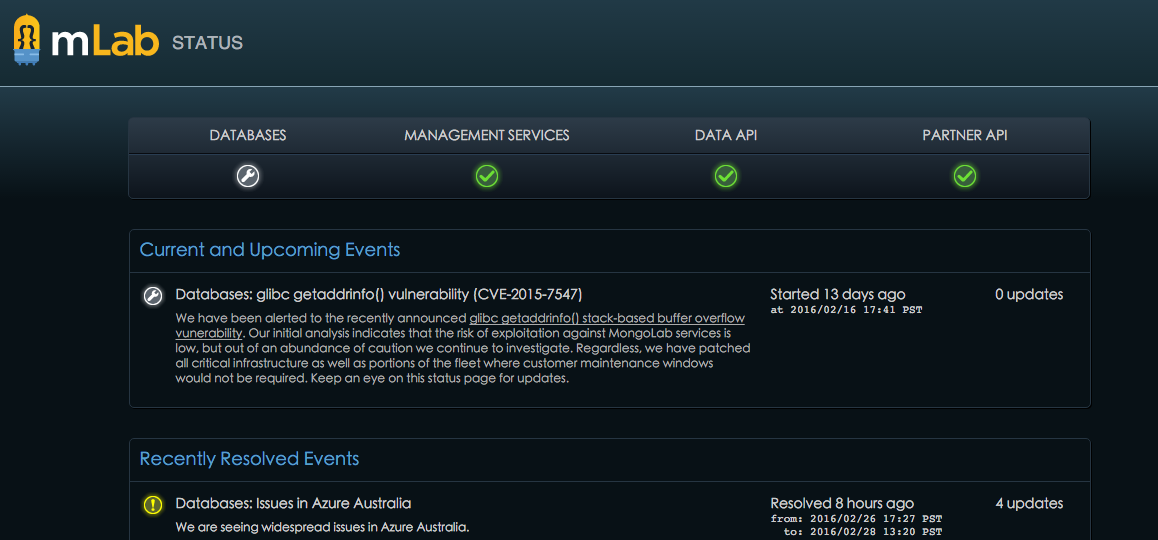 mLab STATUS
DATABASES MANAGEMENT SERVICES DATA API PARTNER API
Current and Upcoming Events
Databases: glibc getaddrinfo() vulnerability (CVE-2015-7547) Started 13 days ago 0 updates
at 2016/02/16 17:41 PST
We have been alerted to the recently announced glibc getaddrinfo() stack-based buffer overflow
vunerability. Our initial analysis indicates that the risk of exploitation against MongoLab services is
low, but out of an abundance of caution we continue to investigate. Regardless, we have patched
all critical infrastructure as well as portions of the fleet where customer maintenance windows
would not be required. Keep an eye on this status page for updates.
Recently Resolved Events
Databases: Issues in Azure Australia Resolved 8 hours ago 4 updates
from: 2016/02/26 17:27 PST
We are seeing widespread issues in Azure Australia.
to: 2016/02/28 13:20 PST